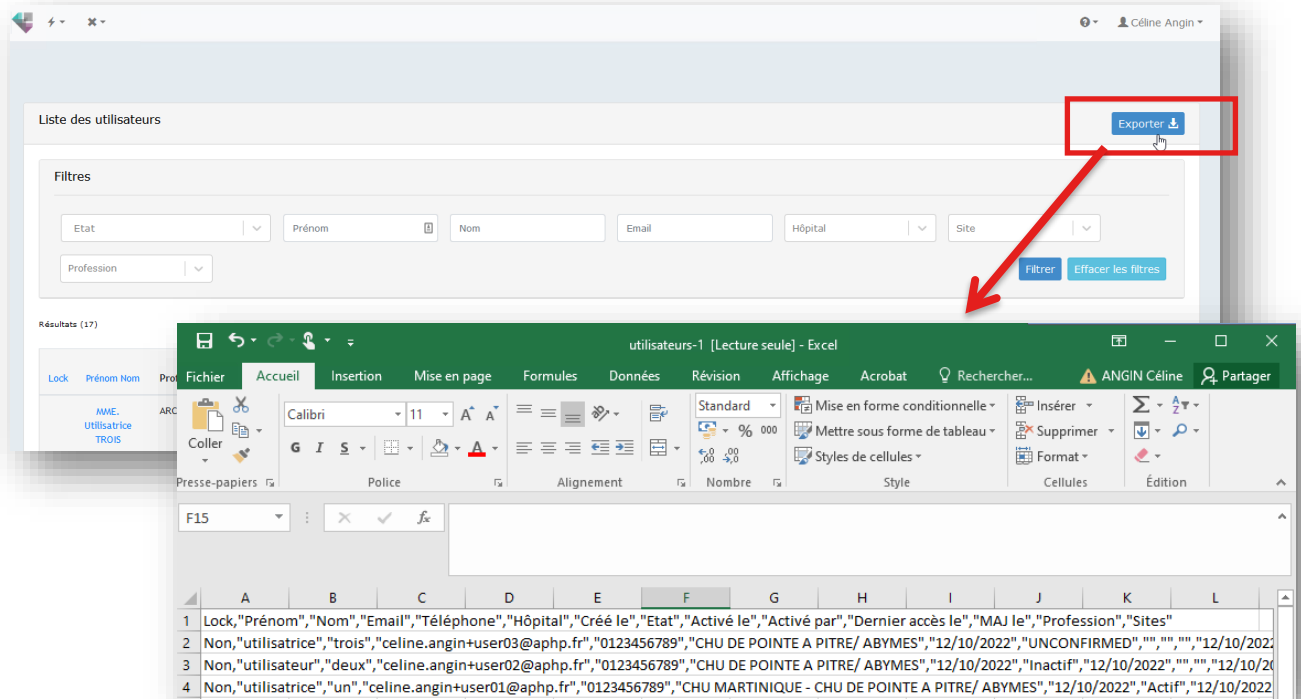 Céline Angin
Liste des utilisateurs
Exporter
Filtres
Etat
Prénom
Nom
Email
Hôpital
Site
Profession
Filtrer
Effacer les filtres
Résultats (17)
Lock
Prénom Nom
MME.
Utilisatrice
TROIS
utilisateurs-1 [Lecture seule] - Excel
Fichier
Accueil
Insertion
Mise en page
Formules
Données
Révision
Affichage
Acrobat
Rechercher...
ANGIN Céline
Partager
Coller
Calibri
11
A A
Standard
Mise en forme conditionnelle
Insérer
G I S
A
% 000
Mettre sous forme de tableau
Supprimer
Styles de cellules
Format
Presse-papiers
Police
Alignement
Nombre
Style
Cellules
Édition
F15
fx
A B C D E F G H I J K L
1 Lock,"Prénom","Nom","Email","Téléphone","Hôpital","Créé le","Etat","Activé le","Activé par","Dernier accès le","MAJ le","Profession","Sites"
2 Non,"utilisatrice","trois","celine.angin+user03@aphp.fr","0123456789","CHU DE POINTE A PITRE/ ABYMES","12/10/2022","UNCONFIRMED","","","","12/10/2022
3 Non,"utilisateur","deux","celine.angin+user02@aphp.fr","0123456789","CHU DE POINTE A PITRE/ ABYMES","12/10/2022","Inactif","12/10/2022","","","12/10/20
4 Non,"utilisatrice","un","celine.angin+user01@aphp.fr","0123456789","CHU MARTINIQUE - CHU DE POINTE A PITRE/ ABYMES","12/10/2022","Actif","12/10/2022